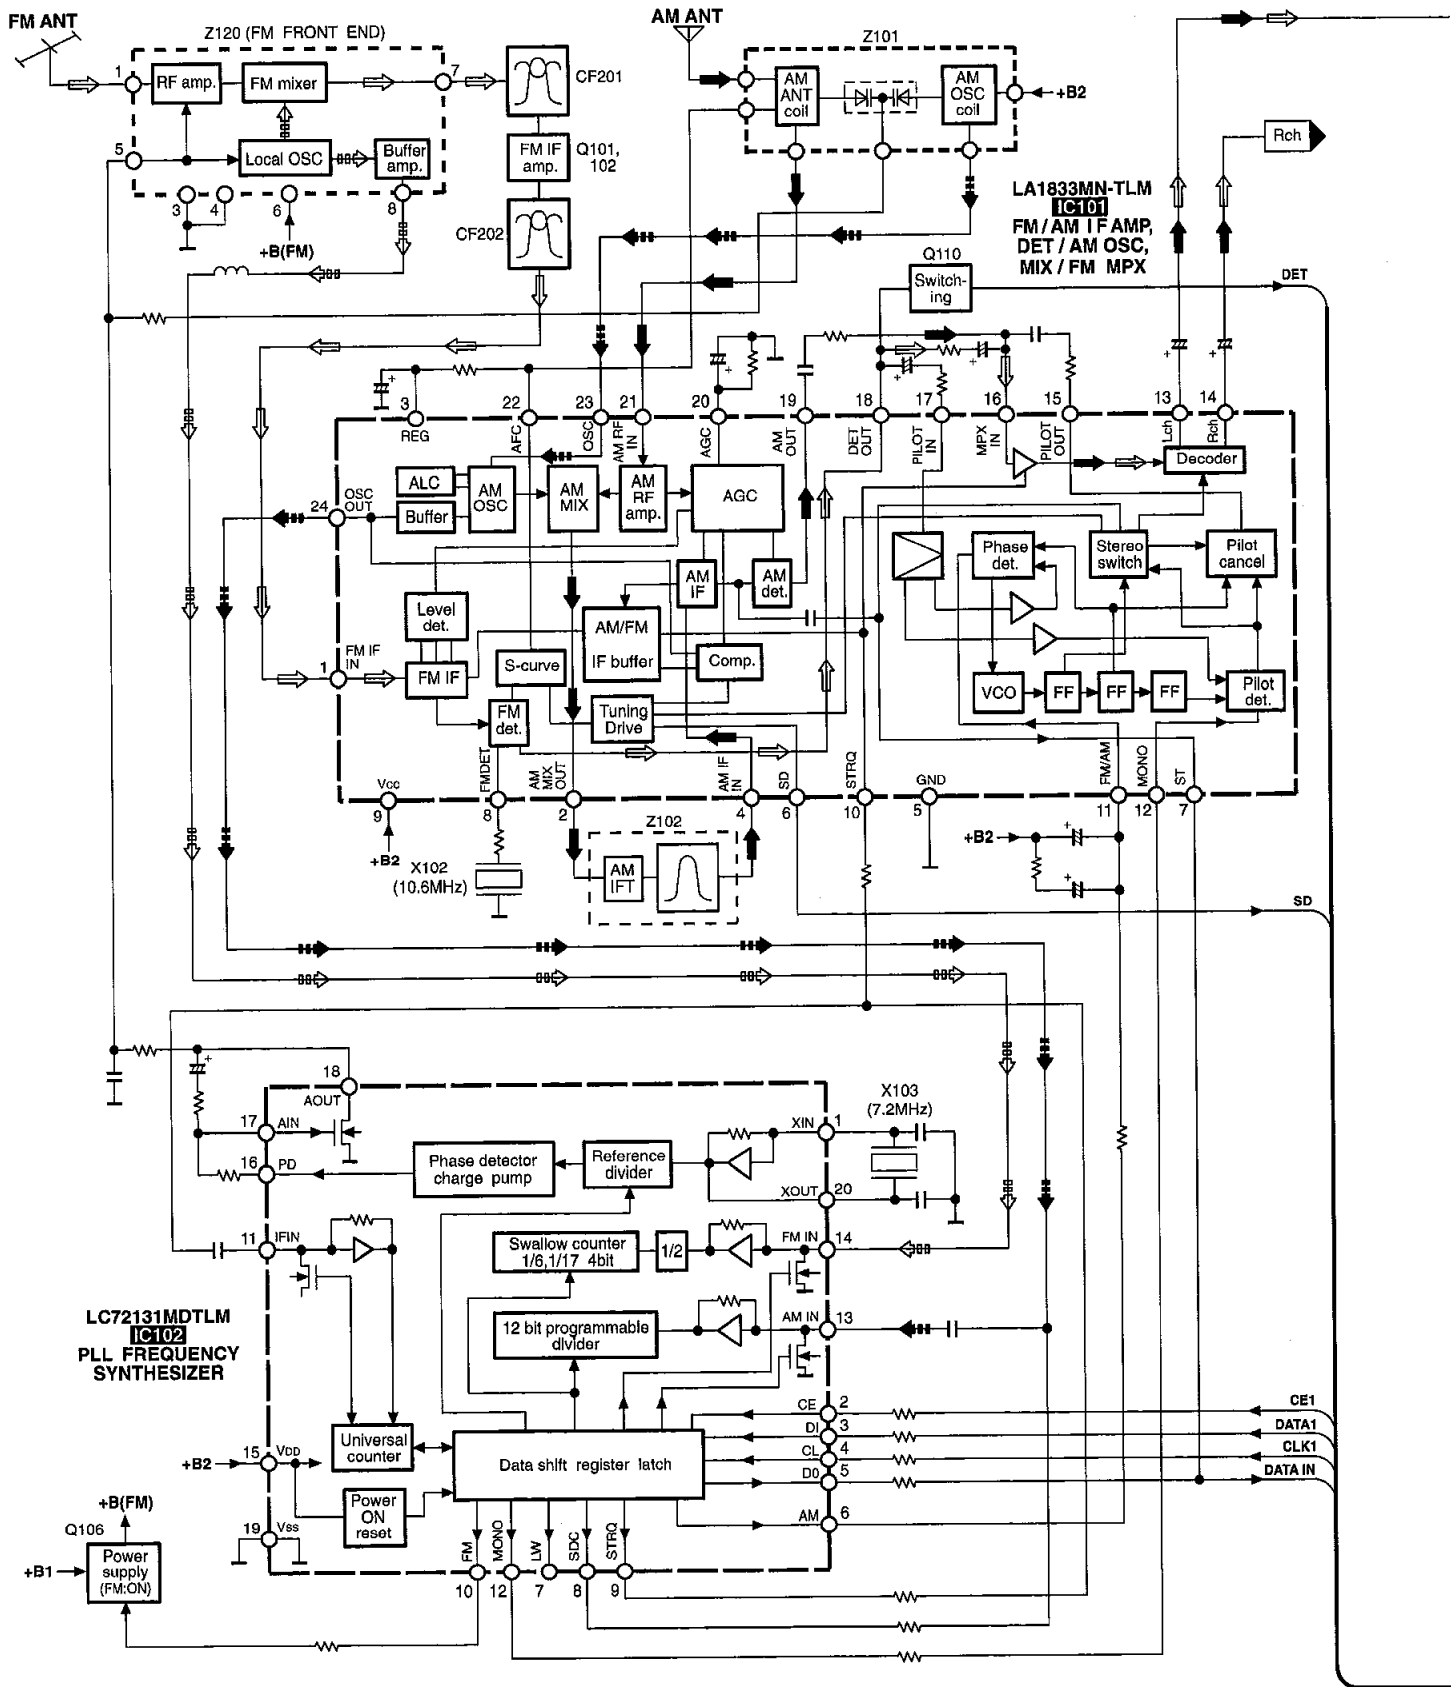 FM ANT
Z120 (FM FRONT END)
1
RF amp.
FM mixer
7
5
Local OSC
Buffer
amp.
3
4
6
8
+B(FM)
CF201
FM IF
amp.
Q101,
102
CF202
AM ANT
Z101
AM
ANT
coil
AM
OSC
coil
+B2
Rch
LA1833MN-TLM
IC101
FM/AM IF AMP,
DET/AM OSC,
MIX/FM MPX
Q110
Switch-
ing
DET
+
+
+
+
+
+
3
22
23
21
20
19
18
17
16
15
13
14
REG
AFC
OSC
AM RF
IN
AGC
AM
OUT
DET
OUT
PILOT
IN
MPX
IN
PILOT
OUT
Lch
Rch
Decoder
24
OSC
OUT
ALC
Buffer
AM
OSC
AM
MIX
AM
RF
amp.
AGC
Phase
det.
Stereo
switch
Pilot
cancel
Level
det.
AM
IF
AM
det.
AM/FM
IF buffer
1
FM IF
IN
FM IF
S-curve
Comp.
FM
det.
Tuning
Drive
VCO
FF
FF
FF
Pilot
det.
Vcc
FMDET
AM
MIX
OUT
AM IF
IN
SD
STRQ
GND
FM/AM
MONO
ST
9
8
2
4
6
10
5
11
12
7
+B2
X102
(10.6MHz)
Z102
AM
IFT
+B2
+
+
SD
+
18
AOUT
17
AIN
16
PD
Phase detector
charge pump
Reference
divider
XIN
1
X103
(7.2MHz)
XOUT
20
11
IFIN
Swallow counter
1/6,1/17 4bit
1/2
FM IN
14
LC72131MDTLM
IC102
PLL FREQUENCY
SYNTHESIZER
12 bit programmable
divider
AM IN
13
CE
2
CE1
DI
3
DATA1
CL
4
CLK1
D0
5
DATA IN
AM
6
Universal
counter
Data shift register latch
+B2
15
VDD
Power
ON
reset
19
Vss
+B(FM)
Q106
+B1
Power
supply
(FM:ON)
FM
MONO
LW
SDC
STRQ
10
12
7
8
9